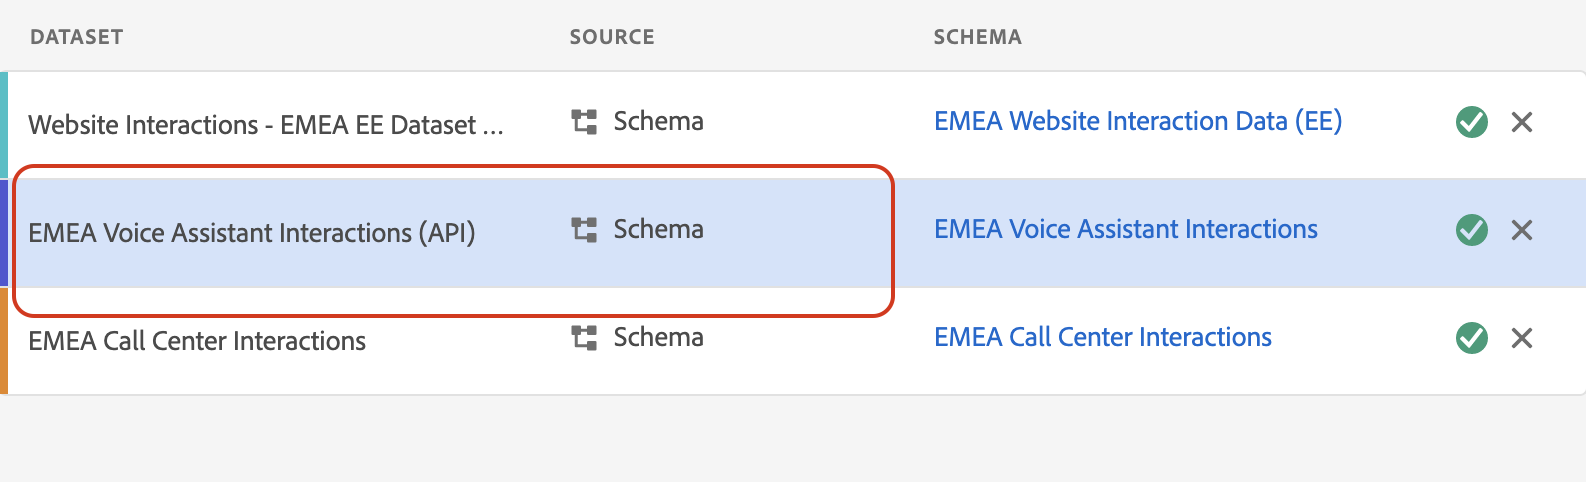 DATASET SOURCE SCHEMA
Website Interactions - EMEA EE Dataset ... Schema EMEA Website Interaction Data (EE)
EMEA Voice Assistant Interactions (API) Schema EMEA Voice Assistant Interactions
EMEA Call Center Interactions Schema EMEA Call Center Interactions